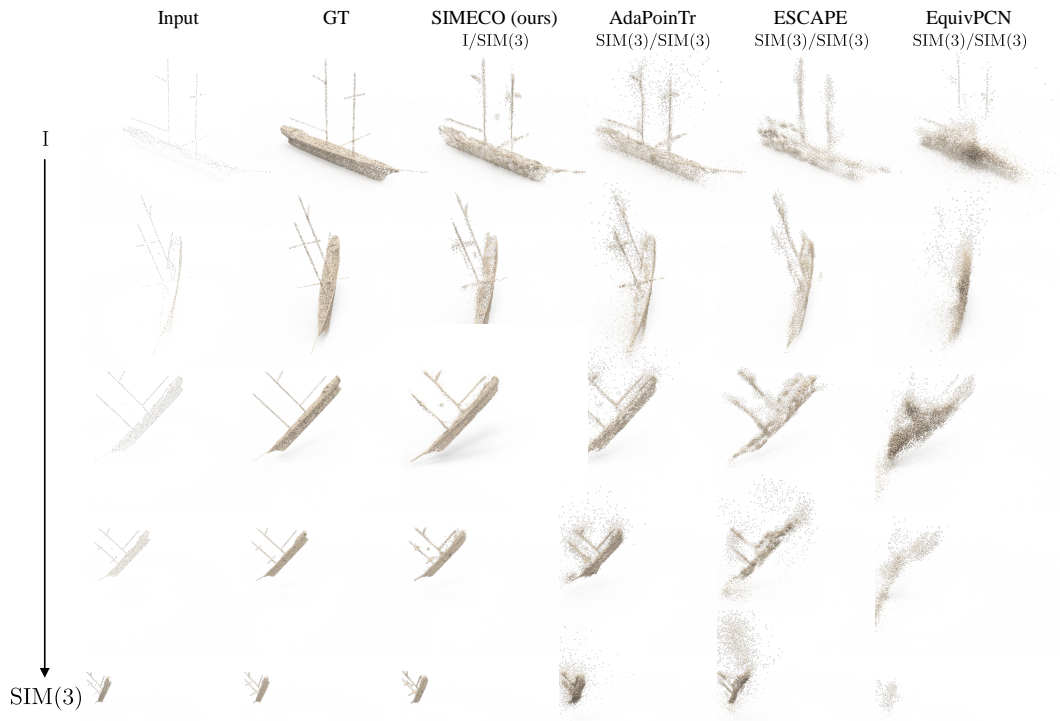 Input GT SIMECO (ours) AdaPoinTr ESCAPE EquivPCN
I/SIM(3) SIM(3)/SIM(3) SIM(3)/SIM(3) SIM(3)/SIM(3)
I
SIM(3)